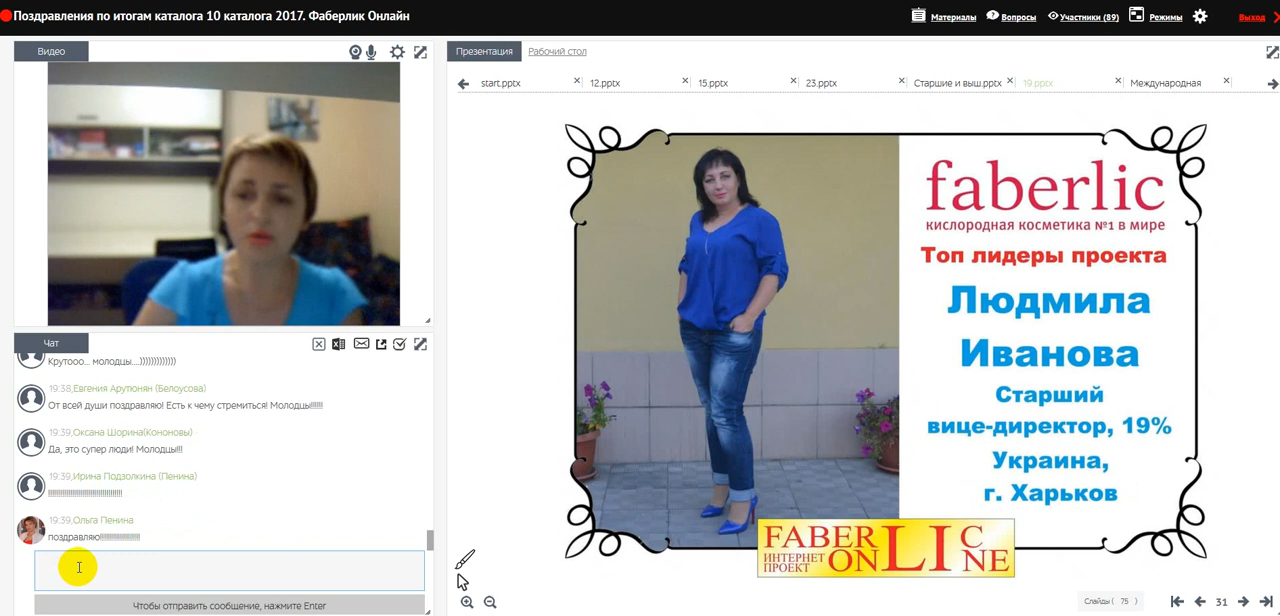 Поздравления по итогам каталога 10 каталога 2017. Фаберлик Онлайн
Материалы Вопросы Участники (89) Режимы Выход
Видео
Презентация Рабочий стол
start.pptx 12.pptx 15.pptx 23.pptx Старшие и выш.pptx 19.pptx Международная
faberlic
кислородная косметика №1 в мире
Топ лидеры проекта
Людмила
Иванова
Старший
вице-директор, 19%
Украина,
г. Харьков
FABERLIC
ИНТЕРНЕТ ПРОЕКТ ONLINE
Слайды ( 75 ) 31
Чат
Крутооо... молодцы....)))))))))))))
19:38,Евгения Арутюнян (Белоусова)
От всей души поздравляю! Есть к чему стремиться! Молодцы!!!!!!
19:39,Оксана Шорина(Кононовы)
Да, это супер люди! Молодцы!!!
19:39,Ирина Подзолкина (Пенина)
!!!!!!!!!!!!!!!!!!!!!!!!!!!!!!!!!!!!!
19:39,Ольга Пенина
поздравляю!!!!!!!!!!!!!!!!!!!!
Чтобы отправить сообщение, нажмите Enter